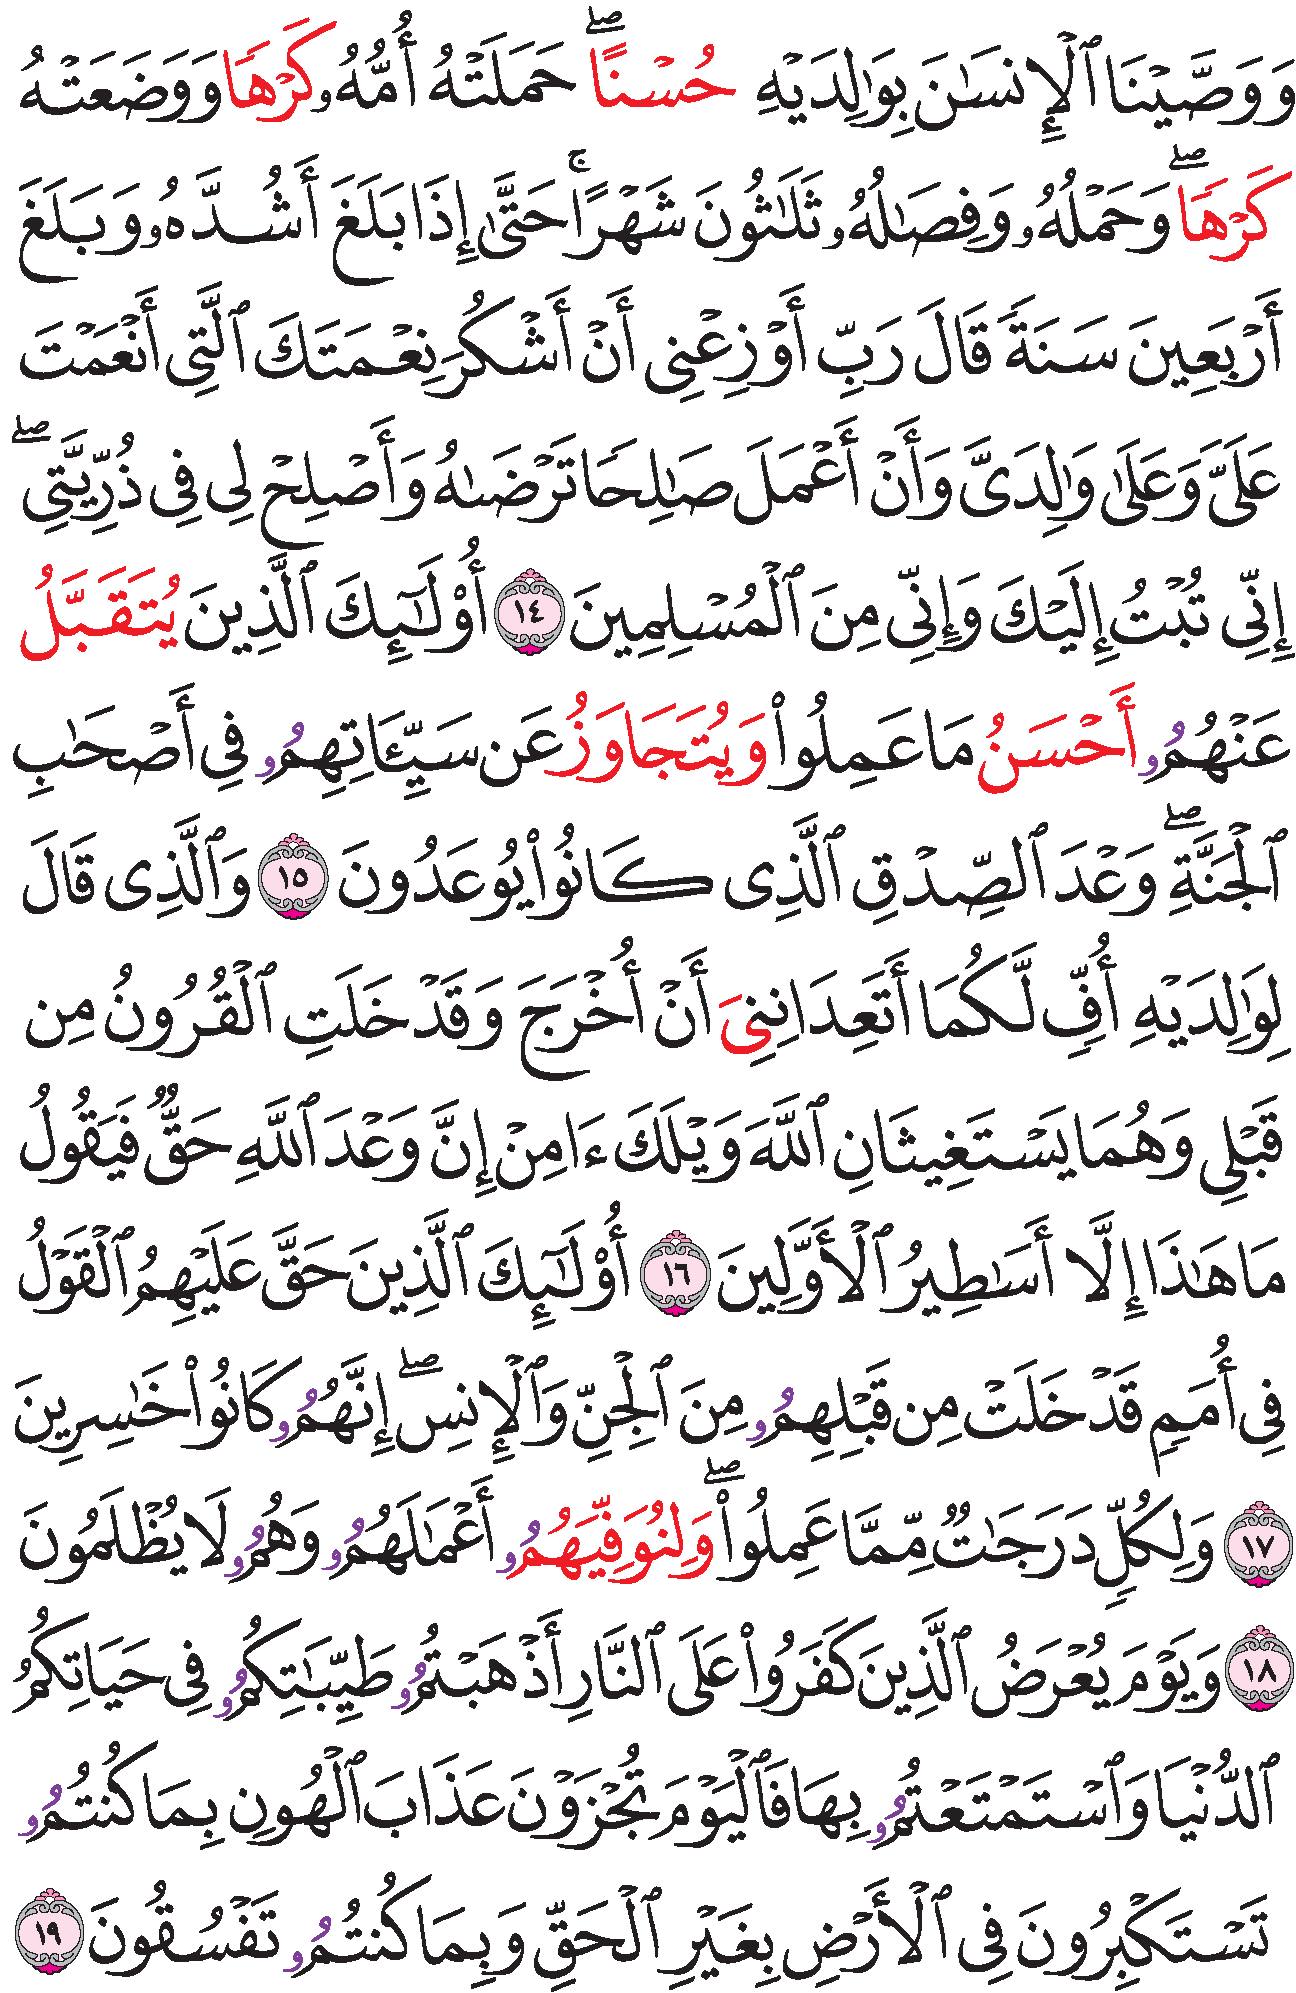 وَوَصَّيْنَا ٱلْإِنسَٰنَ بِوَٰلِدَيْهِ حُسْنًاۖ حَمَلَتْهُ أُمُّهُۥ كَرْهًا وَوَضَعَتْهُ
كَرْهًاۖ وَحَمْلُهُۥ وَفِصَٰلُهُۥ ثَلَٰثُونَ شَهْرًاۚ حَتَّىٰ إِذَا بَلَغَ أَشُدَّهُۥ وَبَلَغَ
أَرْبَعِينَ سَنَةً قَالَ رَبِّ أَوْزِعْنِى أَنْ أَشْكُرَ نِعْمَتَكَ ٱلَّتِى أَنْعَمْتَ
عَلَىَّ وَعَلَىٰ وَٰلِدَىَّ وَأَنْ أَعْمَلَ صَٰلِحًا تَرْضَىٰهُ وَأَصْلِحْ لِى فِى ذُرِّيَّتِىۖ
إِنِّى تُبْتُ إِلَيْكَ وَإِنِّى مِنَ ٱلْمُسْلِمِينَ ١٤ أُو۟لَٰٓئِكَ ٱلَّذِينَ يُتَقَبَّلُ
عَنْهُمُۥ أَحْسَنُ مَا عَمِلُوا۟ وَيُتَجَاوَزُ عَن سَيِّـَٔاتِهِمُۥ فِى أَصْحَٰبِ
ٱلْجَنَّةِۖ وَعْدَ ٱلصِّدْقِ ٱلَّذِى كَانُوا۟ يُوعَدُونَ ١٥ وَٱلَّذِى قَالَ
لِوَٰلِدَيْهِ أُفِّ لَّكُمَا أَتَعِدَانِنِىَ أَنْ أُخْرَجَ وَقَدْ خَلَتِ ٱلْقُرُونُ مِن
قَبْلِى وَهُمَا يَسْتَغِيثَانِ ٱللَّهَ وَيْلَكَ ءَامِنْ إِنَّ وَعْدَ ٱللَّهِ حَقٌّ فَيَقُولُ
مَا هَٰذَا إِلَّا أَسَٰطِيرُ ٱلْأَوَّلِينَ ١٦ أُو۟لَٰٓئِكَ ٱلَّذِينَ حَقَّ عَلَيْهِمُ ٱلْقَوْلُ
فِى أُمَمٍ قَدْ خَلَتْ مِن قَبْلِهِمُۥ مِنَ ٱلْجِنِّ وَٱلْإِنسِۖ إِنَّهُمُۥ كَانُوا۟ خَٰسِرِينَ
١٧ وَلِكُلٍّ دَرَجَٰتٌ مِّمَّا عَمِلُوا۟ۖ وَلِنُوَفِّيَهُمُۥ أَعْمَٰلَهُمُۥ وَهُمُۥ لَا يُظْلَمُونَ
١٨ وَيَوْمَ يُعْرَضُ ٱلَّذِينَ كَفَرُوا۟ عَلَى ٱلنَّارِ أَذْهَبْتُمُۥ طَيِّبَٰتِكُمُۥ فِى حَيَاتِكُمُ
ٱلدُّنْيَا وَٱسْتَمْتَعْتُمُۥ بِهَا فَٱلْيَوْمَ تُجْزَوْنَ عَذَابَ ٱلْهُونِ بِمَا كُنتُمُۥ
تَسْتَكْبِرُونَ فِى ٱلْأَرْضِ بِغَيْرِ ٱلْحَقِّ وَبِمَا كُنتُمُۥ تَفْسُقُونَ ١٩